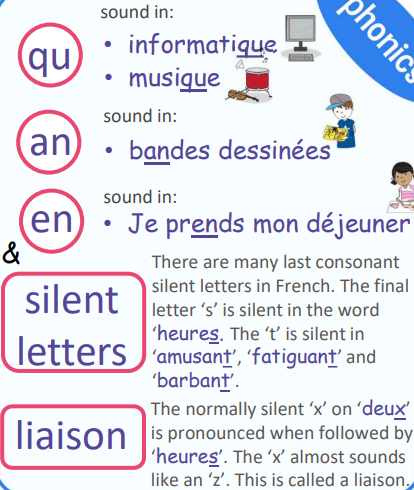 sound in:
phonics
qu
• informatique
• musique
sound in:
an
• bandes dessinées
sound in:
en
• Je prends mon déjeuner
&
silent
letters
There are many last consonant
silent letters in French. The final
letter ‘s’ is silent in the word
‘heures. The ‘t’ is silent in
‘amusant’, ‘fatiguant’ and
‘barbant’.
liaison
The normally silent ‘x’ on ‘deux’
is pronounced when followed by
‘heures’. The ‘x’ almost sounds
like an ‘z’. This is called a liaison.